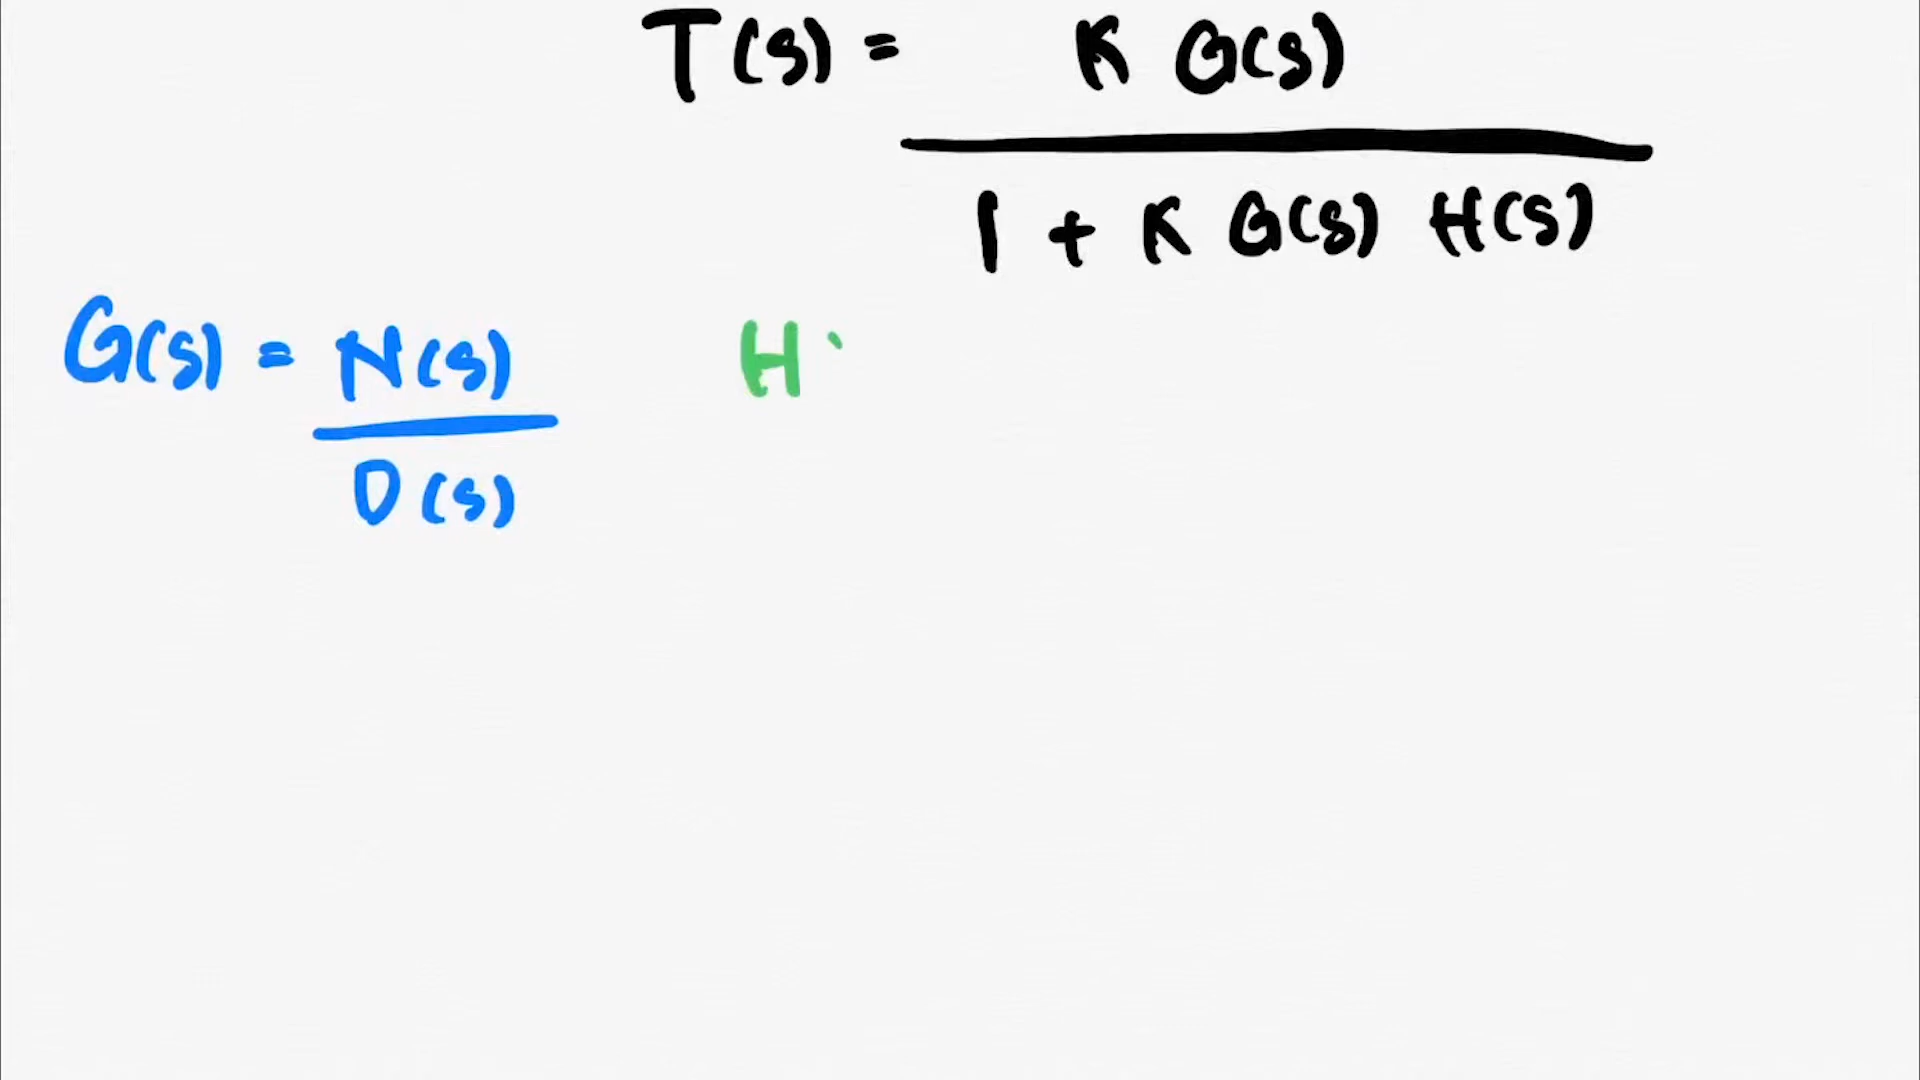 T(s) = K G(s)
1 + K G(s) H(s)
G(s) = N(s) H
D(s)